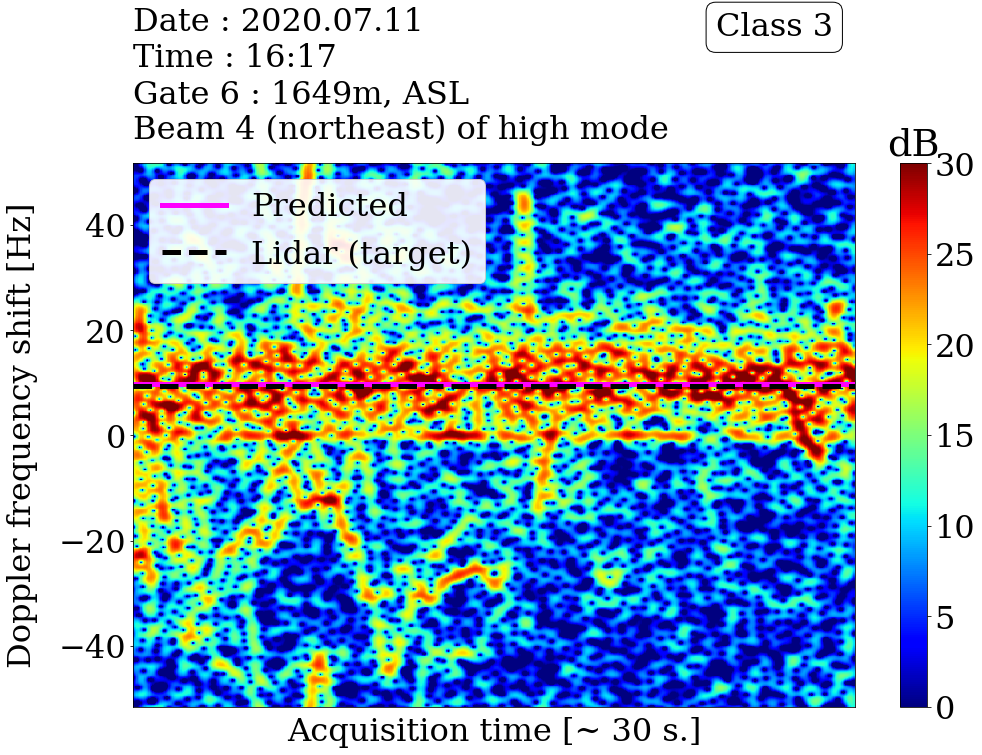 Date : 2020.07.11
Class 3
Time : 16:17
Gate 6 : 1649m, ASL
Beam 4 (northeast) of high mode
dB
Predicted
Lidar (target)
Doppler frequency shift [Hz]
40
20
0
−20
−40
30
25
20
15
10
5
0
Acquisition time [~ 30 s.]